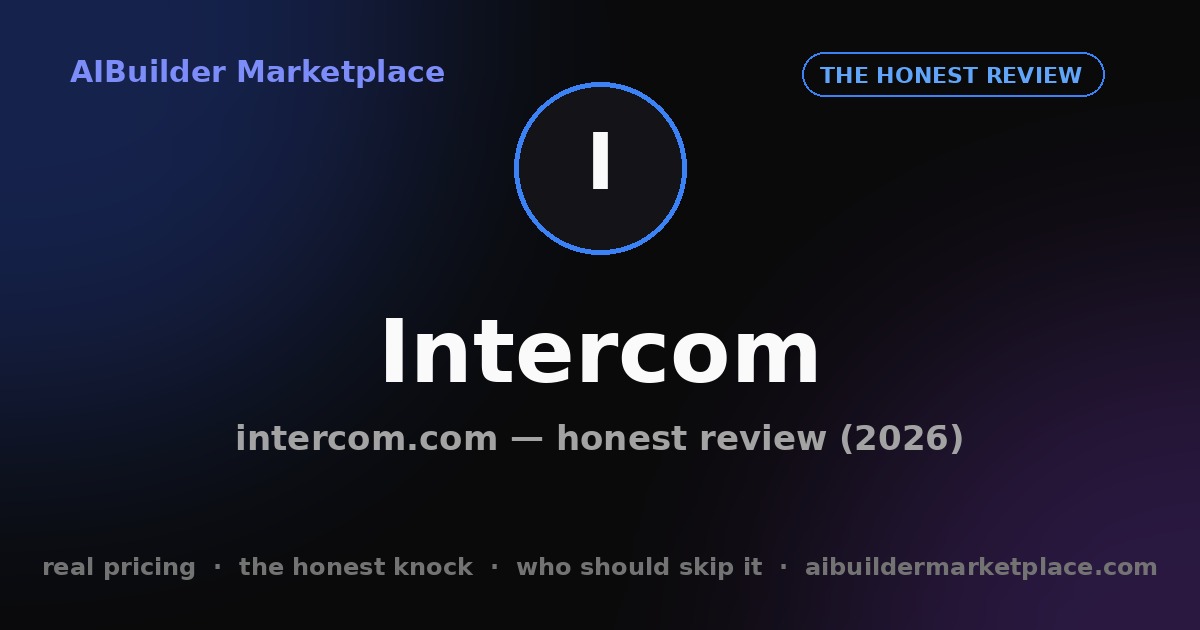 AIBuilder Marketplace
THE HONEST REVIEW
I
Intercom
intercom.com — honest review (2026)
real pricing · the honest knock · who should skip it · aibuildermarketplace.com